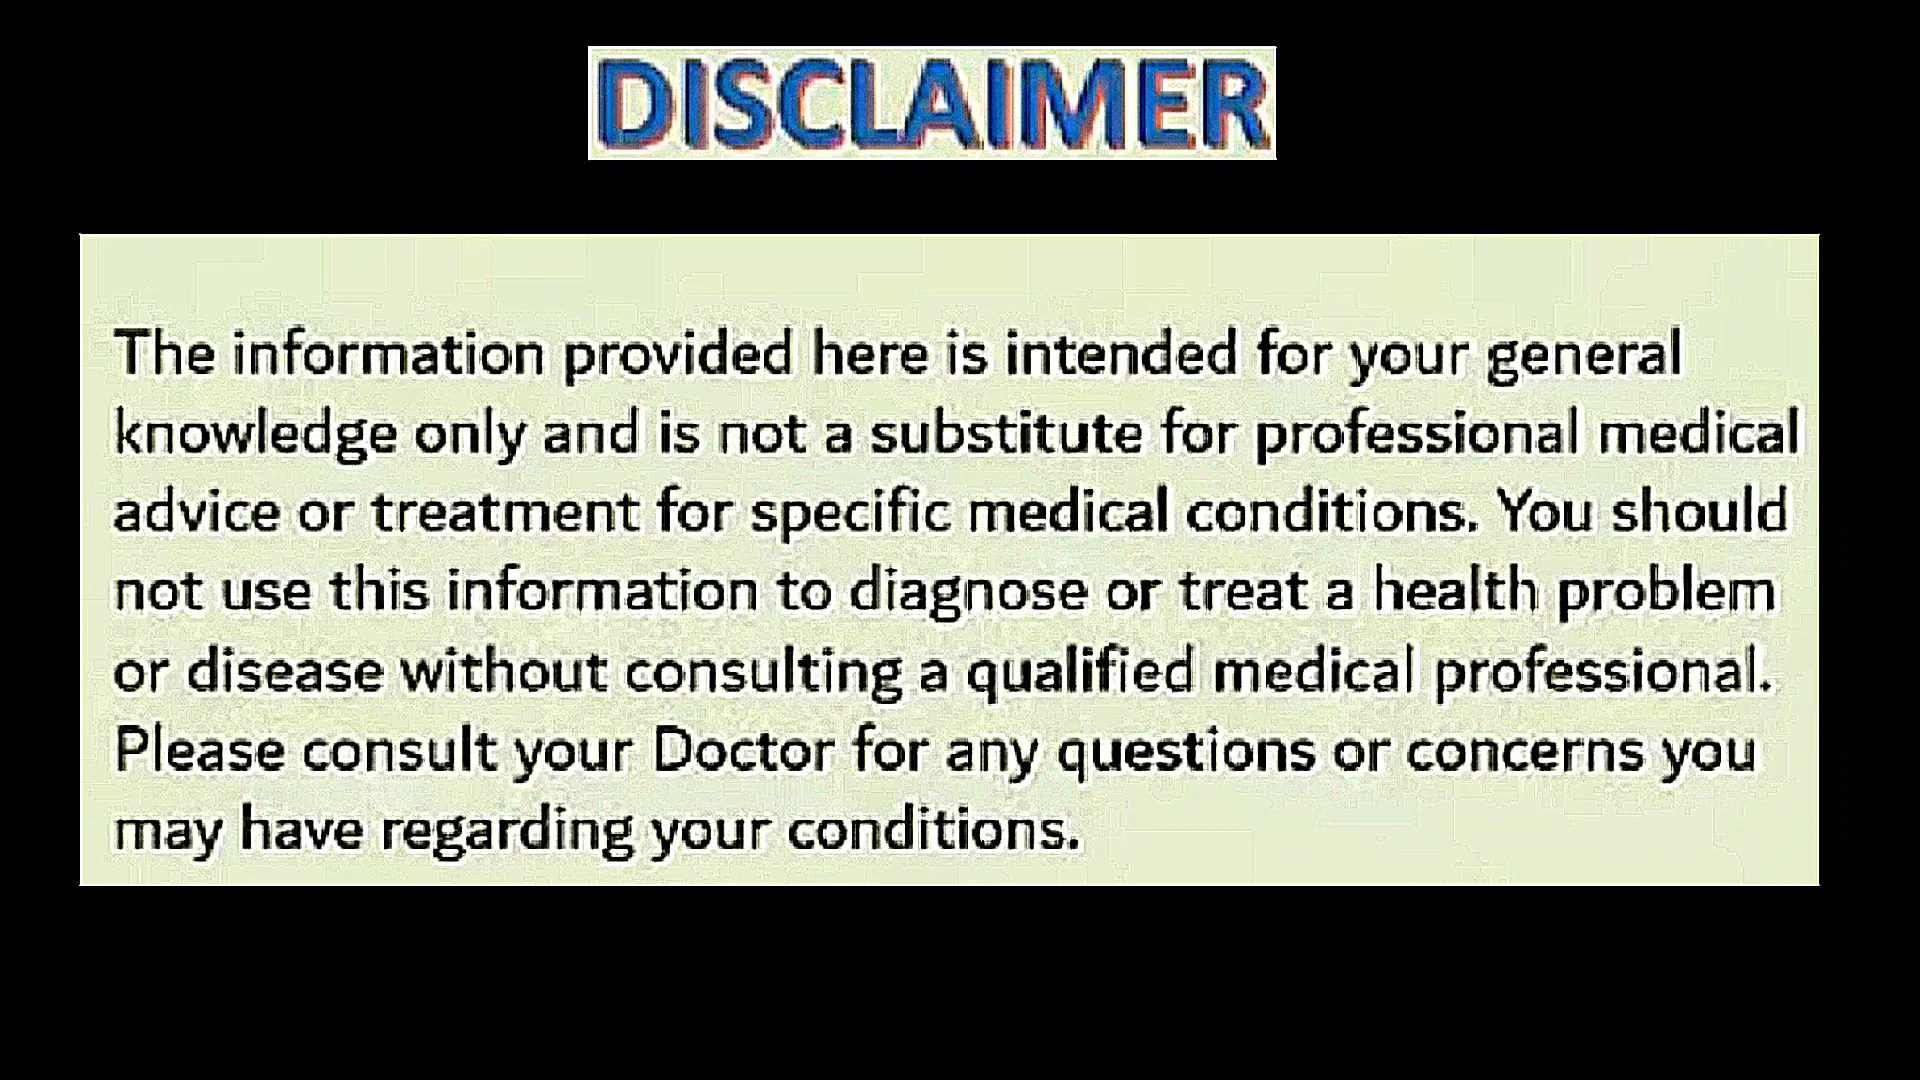 DISCLAIMER
The information provided here is intended for your general
knowledge only and is not a substitute for professional medical
advice or treatment for specific medical conditions. You should
not use this information to diagnose or treat a health problem
or disease without consulting a qualified medical professional.
Please consult your Doctor for any questions or concerns you
may have regarding your conditions.